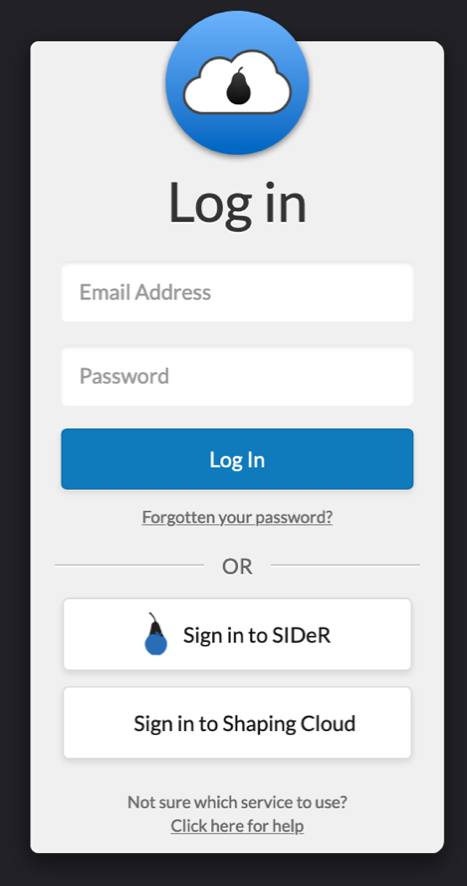 Log in
Email Address
Password
Log In
Forgotten your password?
OR
Sign in to SIDeR
Sign in to Shaping Cloud
Not sure which service to use?
Click here for help